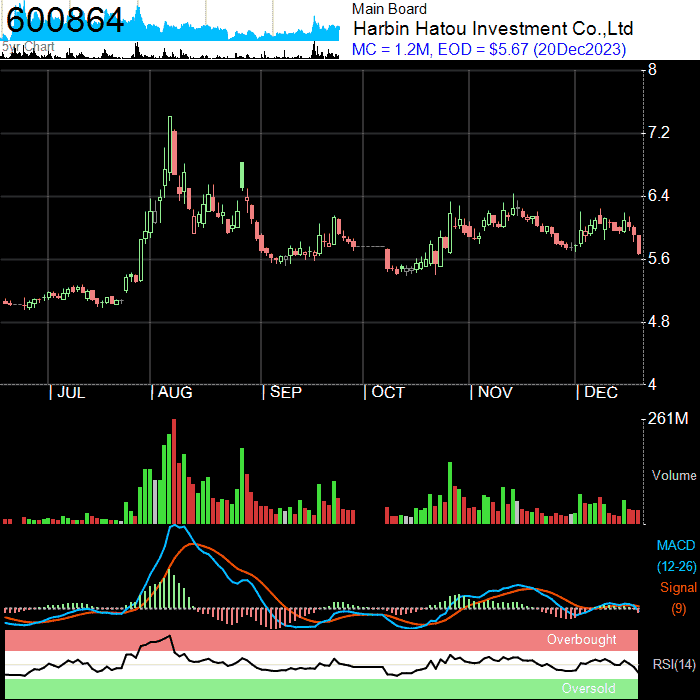 600864
5yr Chart
Main Board
Harbin Hatou Investment Co.,Ltd
MC = 1.2M, EOD = $5.67 (20Dec2023)
8
7.2
6.4
5.6
4.8
4
JUL AUG SEP OCT NOV DEC
261M
Volume
MACD
(12-26)
Signal
(9)
Overbought
RSI(14)
Oversold